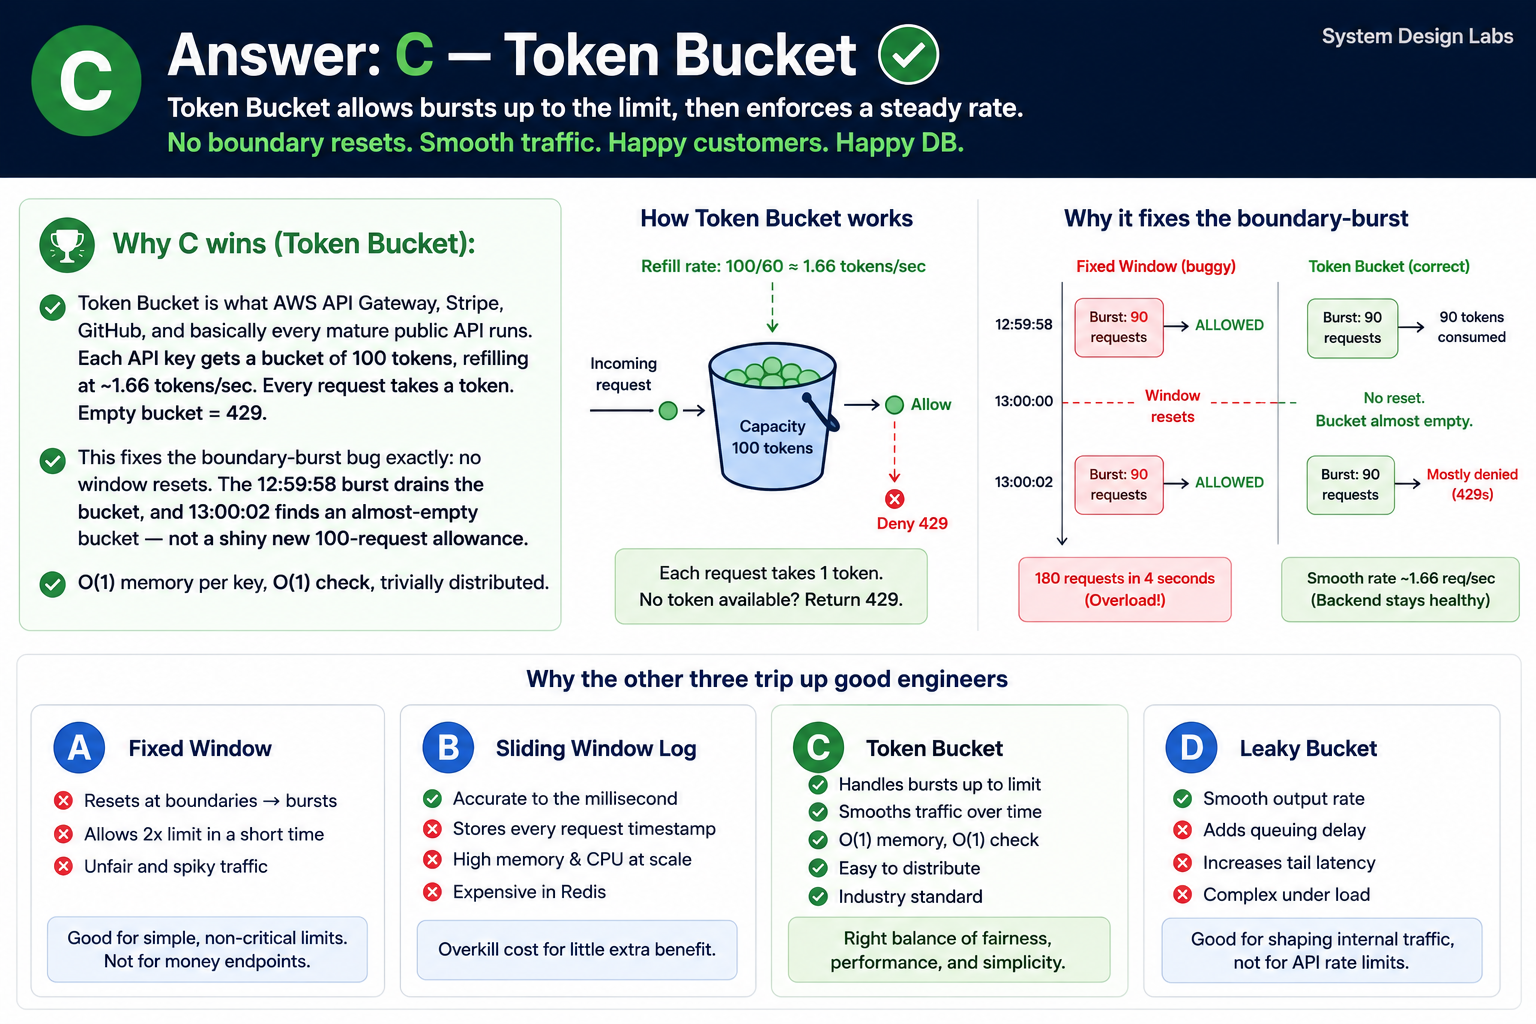 C
Answer: C — Token Bucket
System Design Labs
Token Bucket allows bursts up to the limit, then enforces a steady rate.
No boundary resets. Smooth traffic. Happy customers. Happy DB.
Why C wins (Token Bucket):
Token Bucket is what AWS API Gateway, Stripe,
GitHub, and basically every mature public API runs.
Each API key gets a bucket of 100 tokens, refilling
at ~1.66 tokens/sec. Every request takes a token.
Empty bucket = 429.
This fixes the boundary-burst bug exactly: no
window resets. The 12:59:58 burst drains the
bucket, and 13:00:02 finds an almost-empty
bucket — not a shiny new 100-request allowance.
O(1) memory per key, O(1) check, trivially distributed.
How Token Bucket works
Refill rate: 100/60 ≈ 1.66 tokens/sec
Incoming
request
Capacity
100 tokens
Allow
Deny 429
Each request takes 1 token.
No token available? Return 429.
Why it fixes the boundary-burst
Fixed Window (buggy)
Token Bucket (correct)
12:59:58
Burst: 90
requests
ALLOWED
Burst: 90
requests
90 tokens
consumed
13:00:00
Window
resets
No reset.
Bucket almost empty.
13:00:02
Burst: 90
requests
ALLOWED
Burst: 90
requests
Mostly denied
(429s)
180 requests in 4 seconds
(Overload!)
Smooth rate ~1.66 req/sec
(Backend stays healthy)
Why the other three trip up good engineers
A
Fixed Window
Resets at boundaries → bursts
Allows 2x limit in a short time
Unfair and spiky traffic
Good for simple, non-critical limits.
Not for money endpoints.
B
Sliding Window Log
Accurate to the millisecond
Stores every request timestamp
High memory & CPU at scale
Expensive in Redis
Overkill cost for little extra benefit.
C
Token Bucket
Handles bursts up to limit
Smooths traffic over time
O(1) memory, O(1) check
Easy to distribute
Industry standard
Right balance of fairness,
performance, and simplicity.
D
Leaky Bucket
Smooth output rate
Adds queuing delay
Increases tail latency
Complex under load
Good for shaping internal traffic,
not for API rate limits.